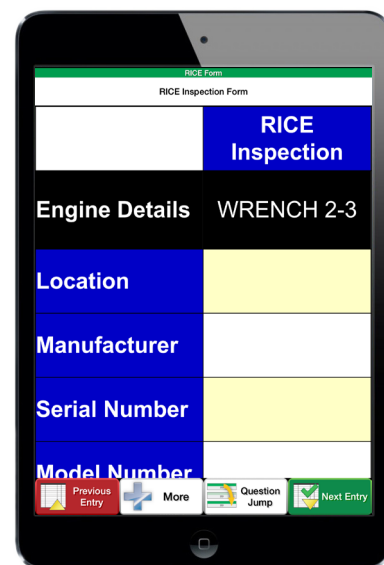 RICE Form
RICE Inspection Form
RICE
Inspection
Engine Details WRENCH 2-3
Location
Manufacturer
Serial Number
Model Number
Previous
Entry
More
Question
Jump
Next Entry